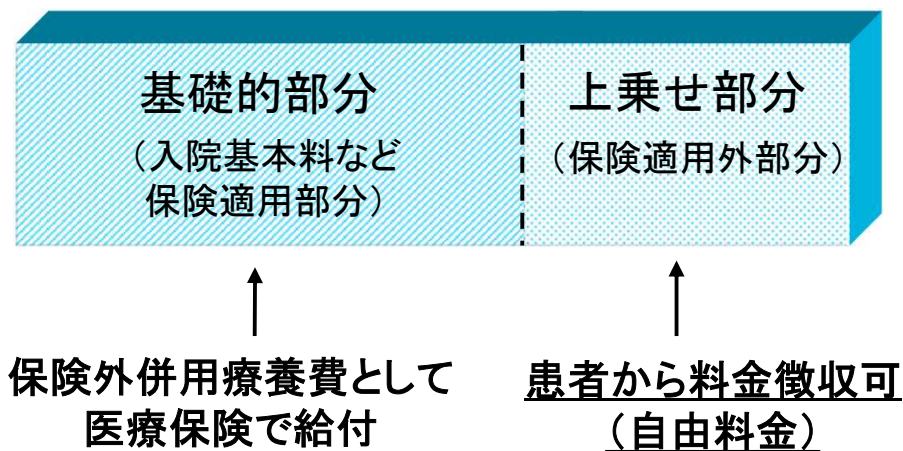 基礎的部分
（入院基本料など
保険適用部分）
上乗せ部分
（保険適用外部分）
保険外併用療養費として
医療保険で給付
患者から料金徴収可
（自由料金）